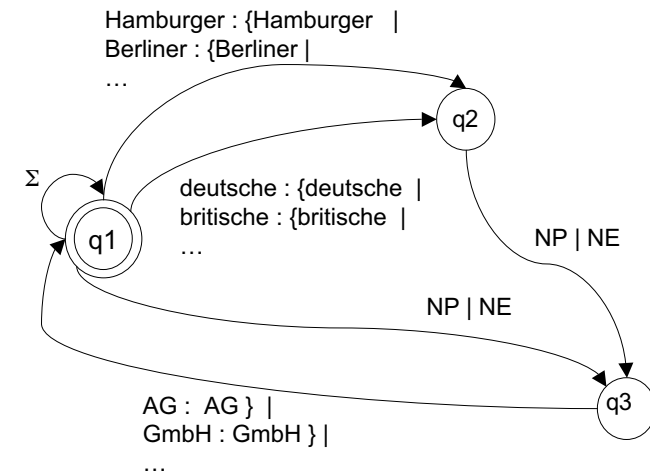 Hamburger : {Hamburger |
Berliner : {Berliner |
…
q2
Σ
deutsche : {deutsche |
britische : {britische |
…
q1
NP | NE
NP | NE
q3
AG : AG } |
GmbH : GmbH } |
…